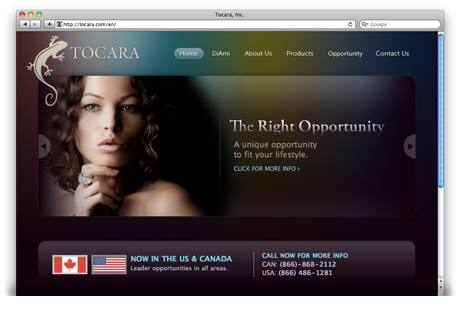 Tocara, Inc.
http://tocara.com/en/
Google
TOCARA
Home DiAmi About Us Products Opportunity Contact Us
The Right Opportunity
A unique opportunity
to fit your lifestyle.
CLICK FOR MORE INFO >
NOW IN THE US & CANADA
Leader opportunities in all areas.
CALL NOW FOR MORE INFO
CAN: (866)-868-2112
USA: (866) 486-1281